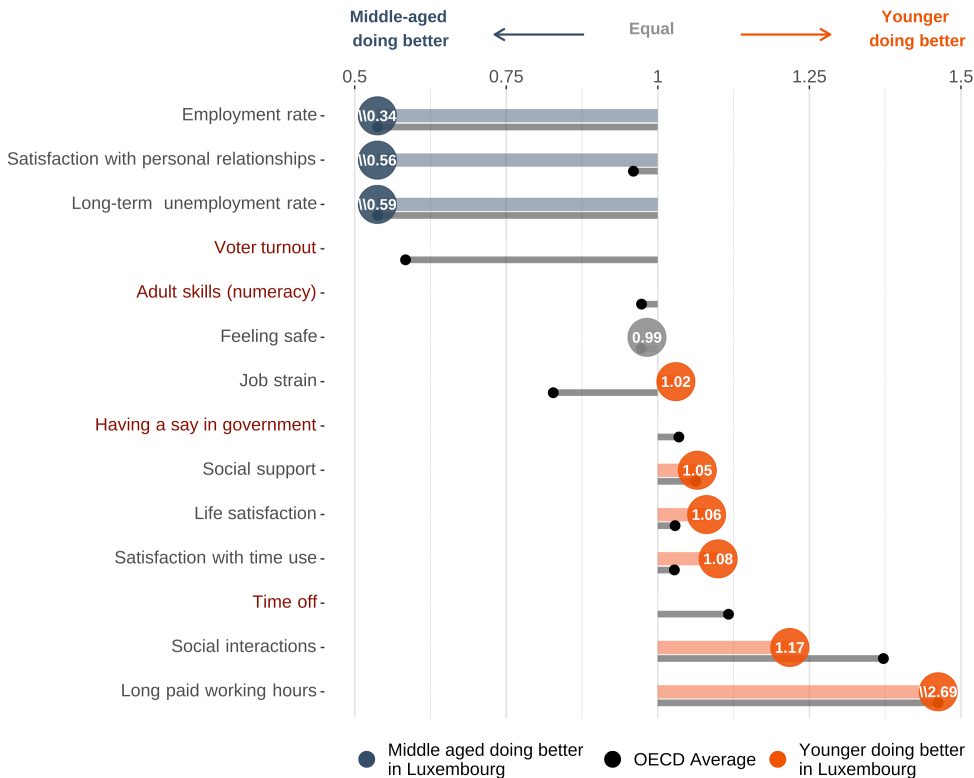 Middle-aged
doing better
Equal
Younger
doing better
0.5 0.75 1 1.25 1.5
Employment rate
\\0.34
Satisfaction with personal relationships
\\0.56
Long-term  unemployment rate
\\0.59
Voter turnout
Adult skills (numeracy)
Feeling safe
0.99
Job strain
1.02
Having a say in government
Social support
1.05
Life satisfaction
1.06
Satisfaction with time use
1.08
Time off
Social interactions
1.17
Long paid working hours
\\2.69
Middle aged doing better
in Luxembourg
OECD Average
Younger doing better
in Luxembourg